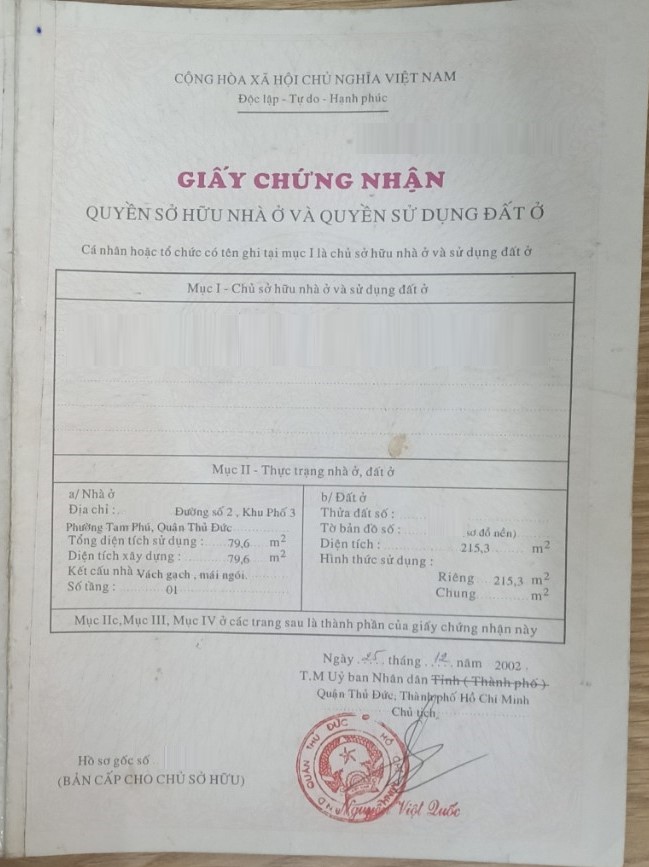 CỘNG HÒA XÃ HỘI CHỦ NGHĨA VIỆT NAM
Độc lập - Tự do - Hạnh phúc
GIẤY CHỨNG NHẬN
QUYỀN SỞ HỮU NHÀ Ở VÀ QUYỀN SỬ DỤNG ĐẤT Ở
Cá nhân hoặc tổ chức có tên ghi tại mục I là chủ sở hữu nhà ở và sử dụng đất ở
Mục I - Chủ sở hữu nhà ở và sử dụng đất ở
Mục II - Thực trạng nhà ở, đất ở
a/ Nhà ở
Địa chỉ : Đường số 2 , Khu Phố 3
Phường Tam Phú, Quận Thủ Đức
Tổng diện tích sử dụng : 79,6 m2
Diện tích xây dựng : 79,6 m2
Kết cấu nhà Vách gạch , mái ngói.
Số tầng : 01
b/ Đất ở
Thửa đất số :
Tờ bản đồ số : sơ đồ nền)
Diện tích : 215,3 m2
Hình thức sử dụng :
Riêng 215,3 m2
Chung m2
Mục IIc,Mục III, Mục IV ở các trang sau là thành phần của giấy chứng nhận này
Ngày 25 tháng 12 năm 2002
T.M Uỷ ban Nhân dân Tỉnh ( Thành phố )
Quận Thủ Đức, Thành phố Hồ Chí Minh
Chủ tịch
Hồ sơ gốc số
(BẢN CẤP CHO CHỦ SỞ HỮU)
UBND QUẬN THỦ ĐỨC
Nguyễn Việt Quốc